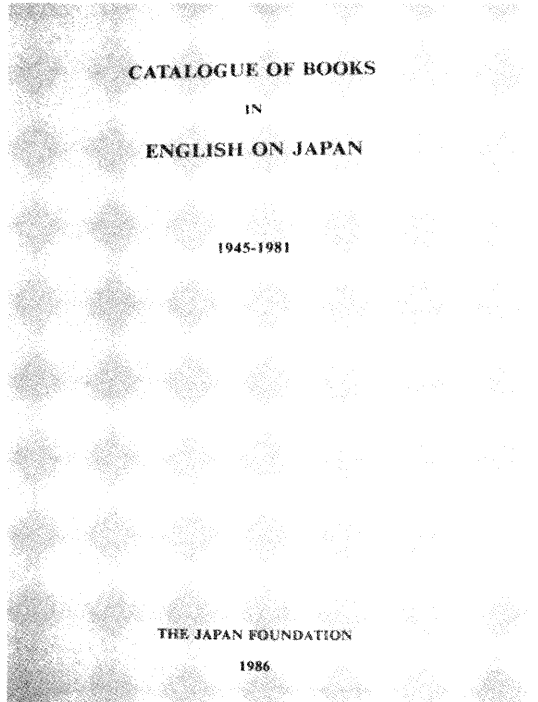 CATALOGUE OF BOOKS
IN
ENGLISH ON JAPAN
1945-1981
THE JAPAN FOUNDATION
1986